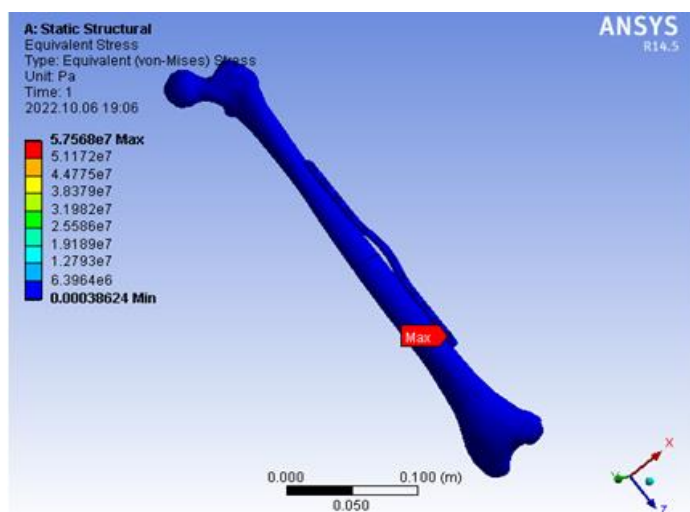 A: Static Structural
Equivalent Stress
Type: Equivalent (von-Mises) Stress
Unit: Pa
Time: 1
2022.10.06 19:06
ANSYS
R14.5
5.7568e7 Max
5.1172e7
4.4775e7
3.8379e7
3.1982e7
2.5586e7
1.9189e7
1.2793e7
6.3964e6
0.00038624 Min
Max
0.000 0.100 (m)
0.050
X
Y
Z